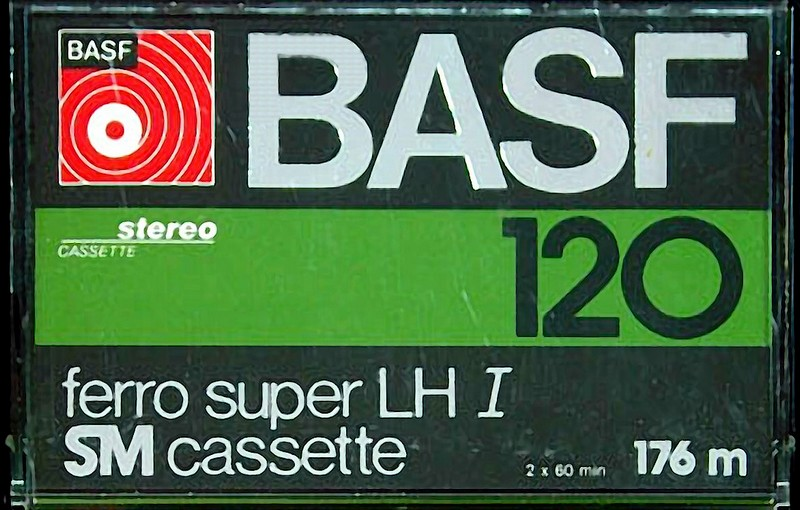 BASF
BASF
stereo
CASSETTE
120
ferro super LH I
SM cassette
2 x 60 min
176 m